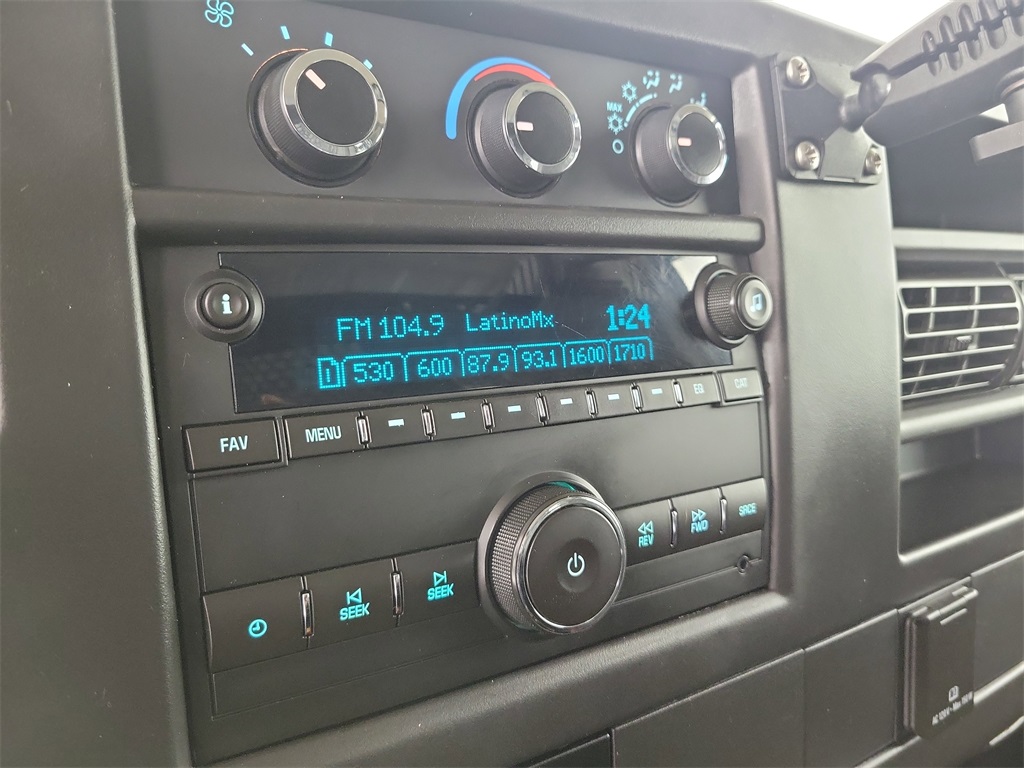 MAX
i
FM 104.9 LatinoMx 1:24
1 530 600 87.9 93.1 1600 1710
FAV MENU EQ CAT
REV FWD SRCE
SEEK SEEK